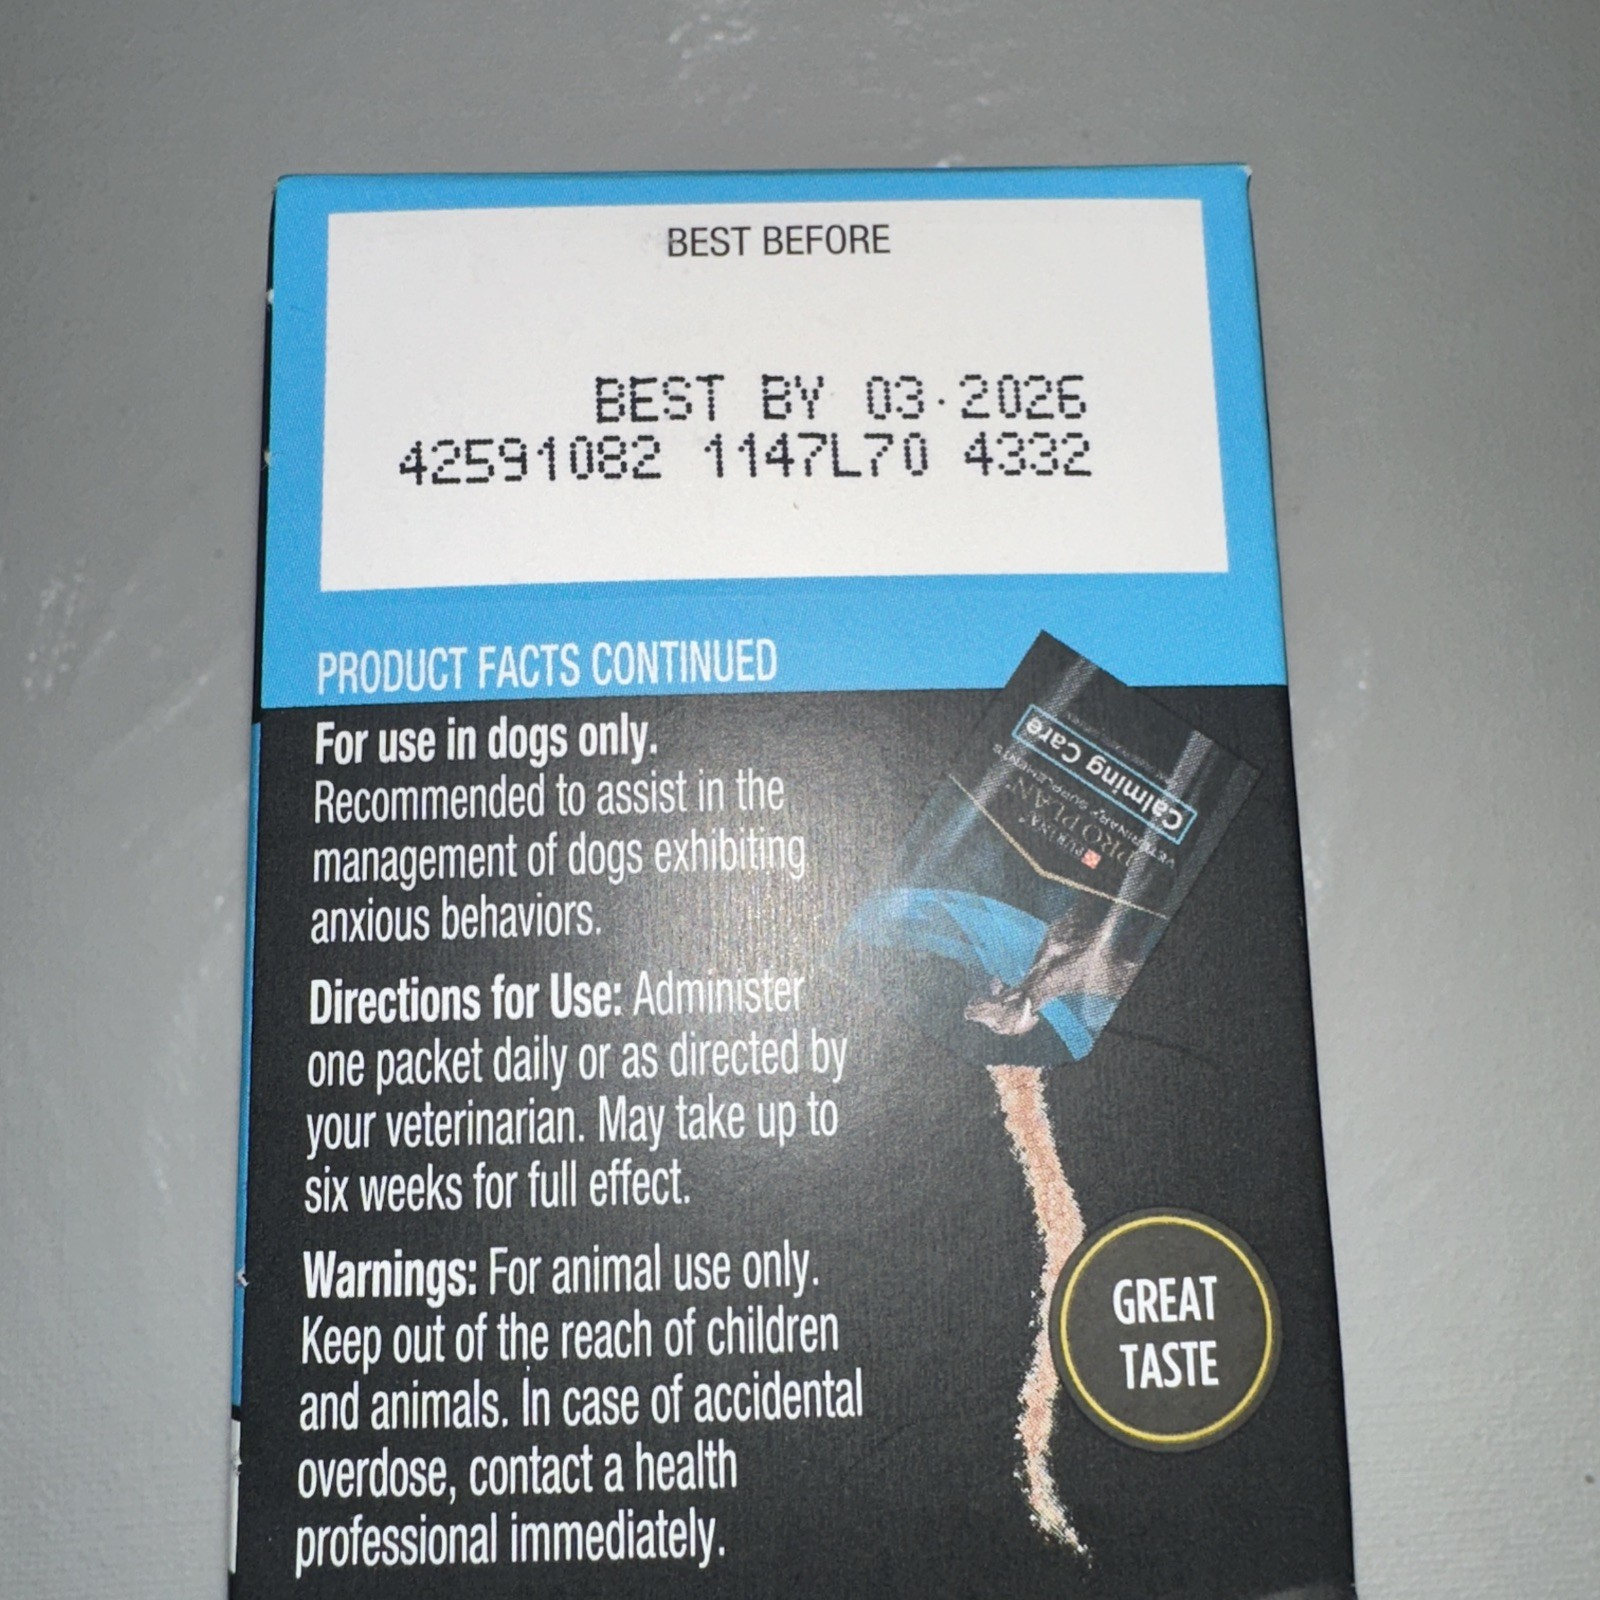 BEST BEFORE
BEST BY 03.2026
42591082 1147L70 4332
PRODUCT FACTS CONTINUED
For use in dogs only.
Recommended to assist in the
management of dogs exhibiting
anxious behaviors.
Directions for Use: Administer
one packet daily or as directed by
your veterinarian. May take up to
six weeks for full effect.
Warnings: For animal use only.
Keep out of the reach of children
and animals. In case of accidental
overdose, contact a health
professional immediately.
PURINA
PRO PLAN
VETERINARY SUPPLEMENTS
Calming Care
GREAT
TASTE